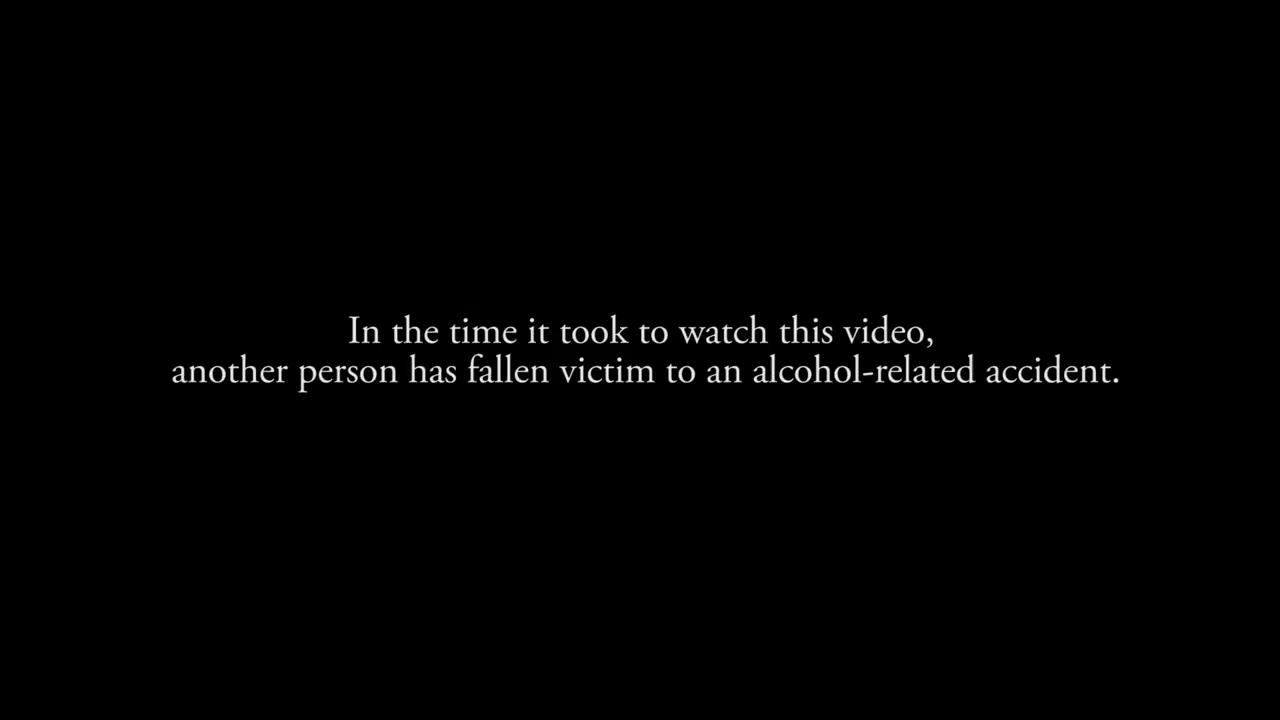 In the time it took to watch this video,
another person has fallen victim to an alcohol-related accident.